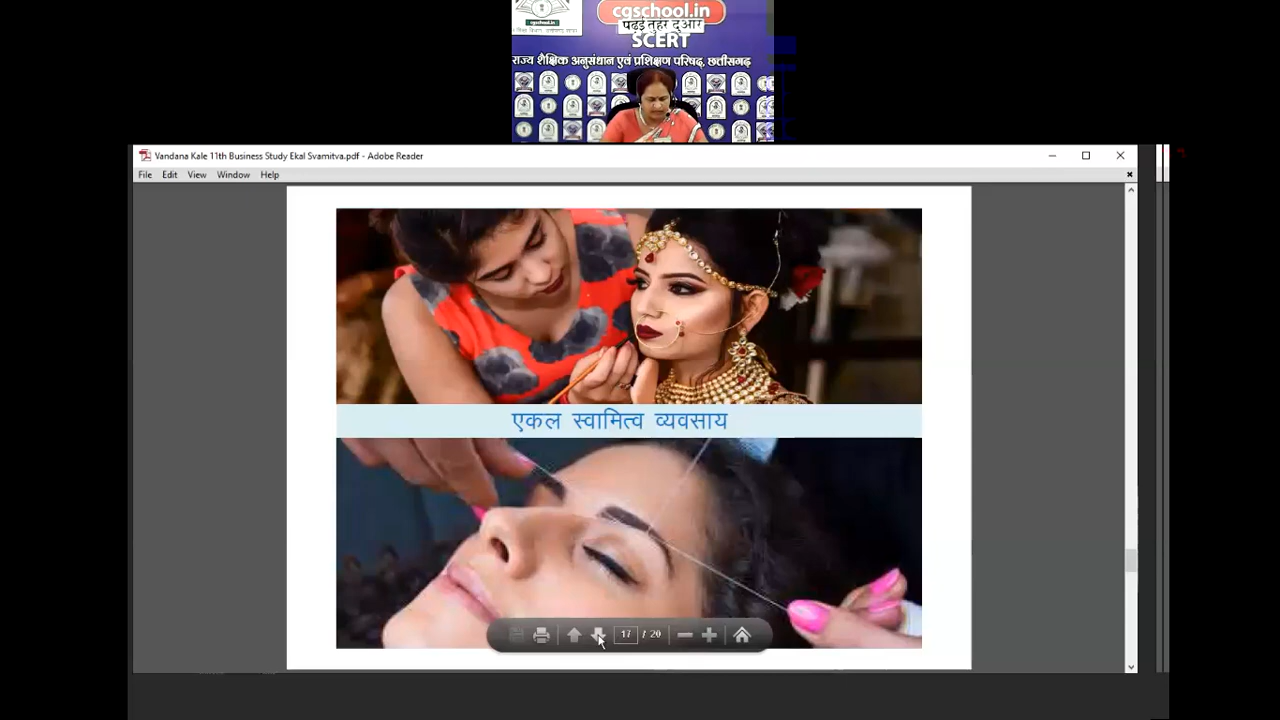 cgschool.in
पढ़ई तुंहर दुआर
SCERT
राज्य शैक्षिक अनुसंधान एवं प्रशिक्षण परिषद्, छत्तीसगढ़
Vandana Kale 11th Business Study Ekal Svamitva.pdf - Adobe Reader
File Edit View Window Help
एकल स्वामित्व व्यवसाय
17 / 20